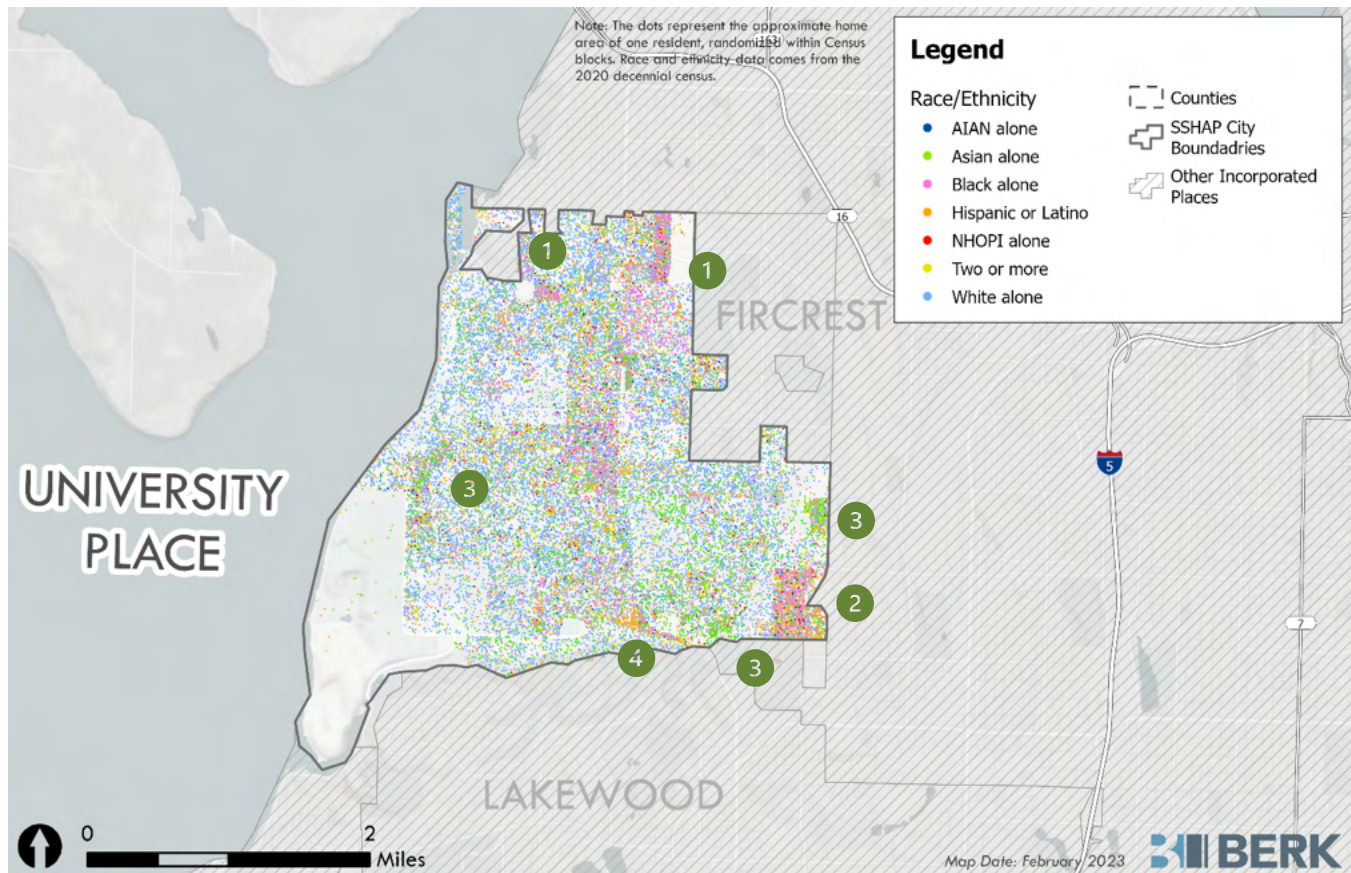 Note: The dots represent the approximate home
area of one resident, randomized within Census
blocks. Race and ethnicity data comes from the
2020 decennial census.
163
Legend
Race/Ethnicity
AIAN alone
Asian alone
Black alone
Hispanic or Latino
NHOPI alone
Two or more
White alone
Counties
SSHAP City
Boundadries
Other Incorporated
Places
16
1
1
FIRCREST
5
UNIVERSITY
PLACE
3
3
2
7
4
3
LAKEWOOD
0 2
Miles
Map Date: February 2023
BERK